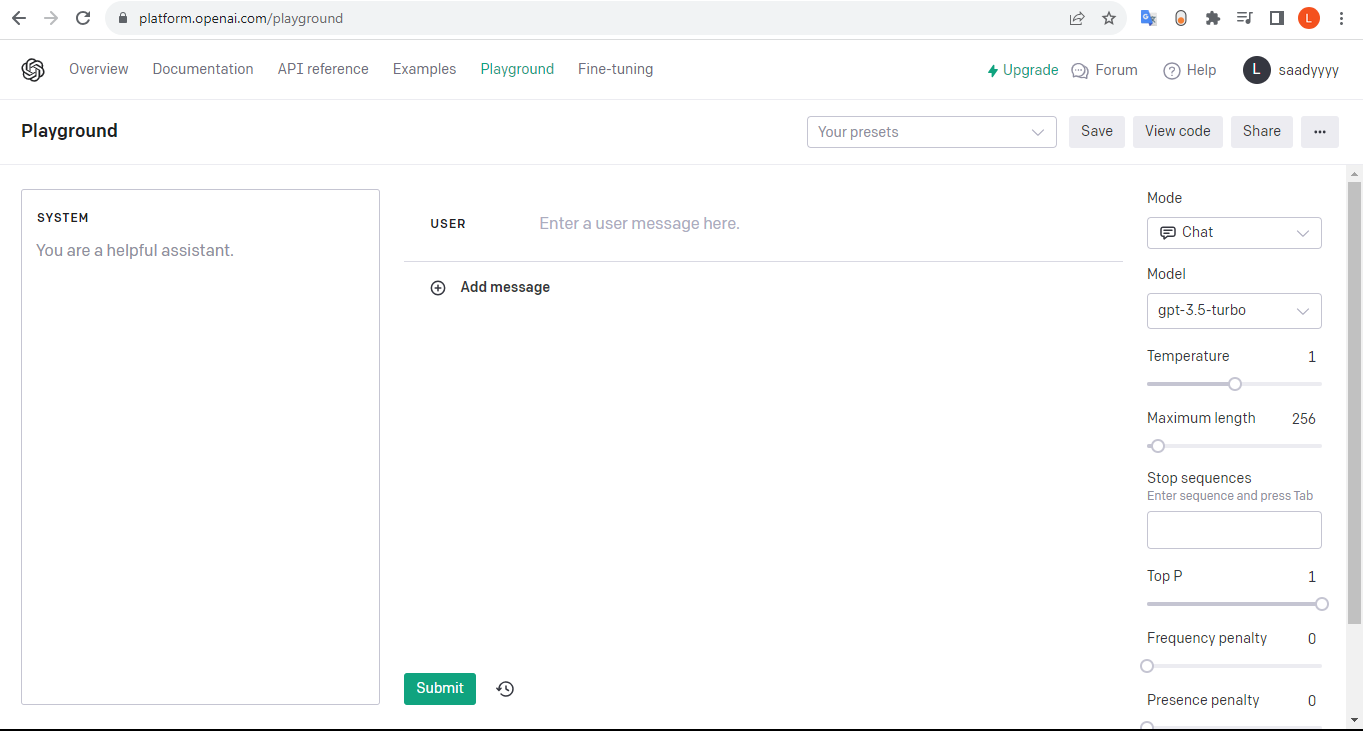 platform.openai.com/playground
L
Overview Documentation API reference Examples Playground Fine-tuning
Upgrade Forum Help L saadyyyy
Playground
Your presets
Save View code Share ...
SYSTEM
You are a helpful assistant.
USER Enter a user message here.
Add message
Submit
Mode
Chat
Model
gpt-3.5-turbo
Temperature 1
Maximum length 256
Stop sequences
Enter sequence and press Tab
Top P 1
Frequency penalty 0
Presence penalty 0